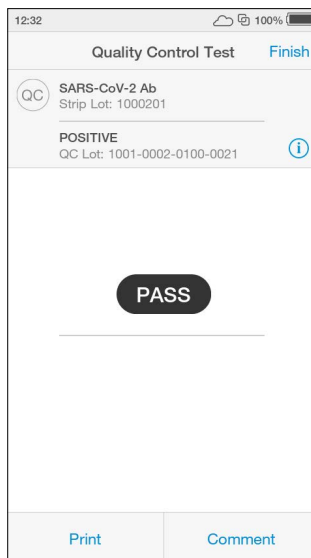 12:32 100%
Quality Control Test Finish
QC SARS-CoV-2 Ab
Strip Lot: 1000201
POSITIVE
QC Lot: 1001-0002-0100-0021
i
PASS
Print Comment